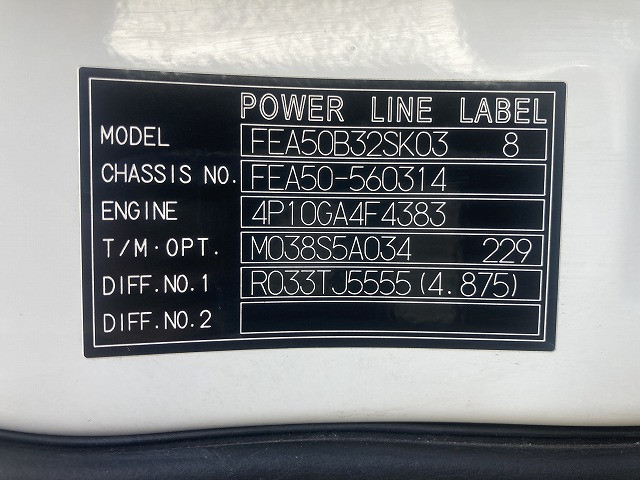 POWER LINE LABEL
MODEL FEA50B32SK03 8
CHASSIS NO. FEA50-560314
ENGINE 4P10GA4F4383
T/M·OPT. M038S5A034 229
DIFF.NO.1 R033TJ5555(4.875)
DIFF.NO.2